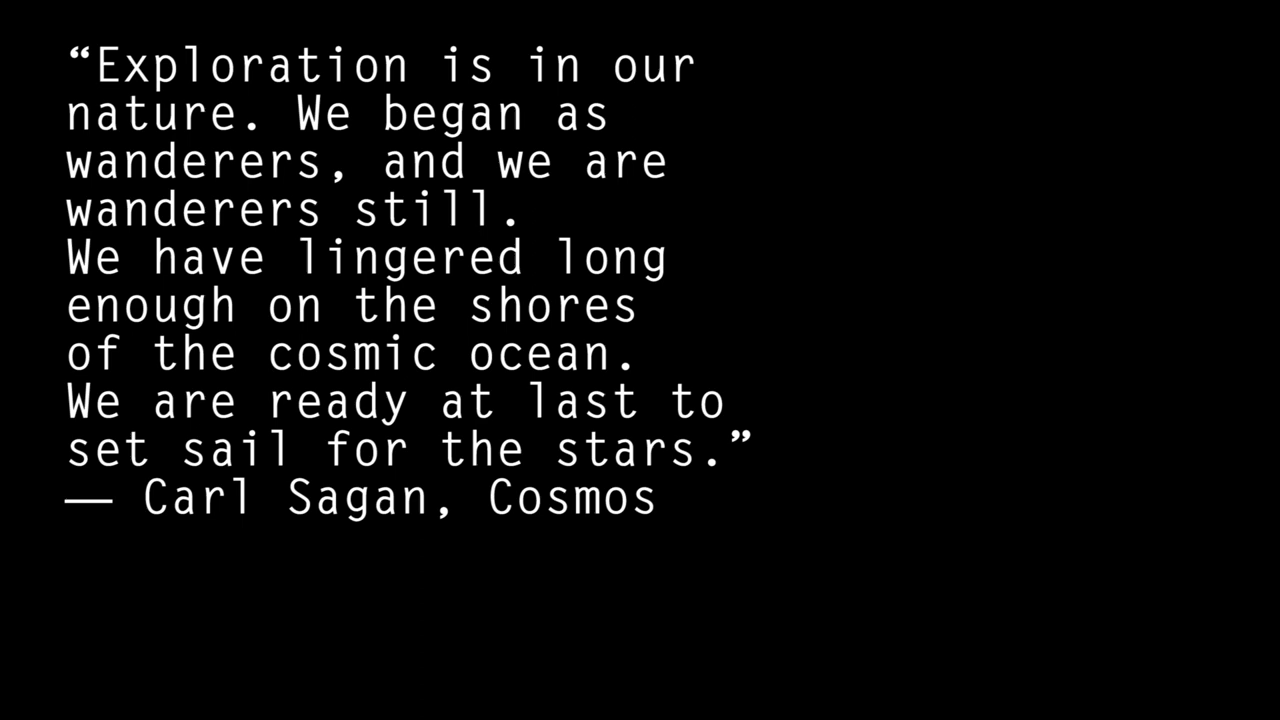 “Exploration is in our
nature. We began as
wanderers, and we are
wanderers still.
We have lingered long
enough on the shores
of the cosmic ocean.
We are ready at last to
set sail for the stars.”
— Carl Sagan, Cosmos